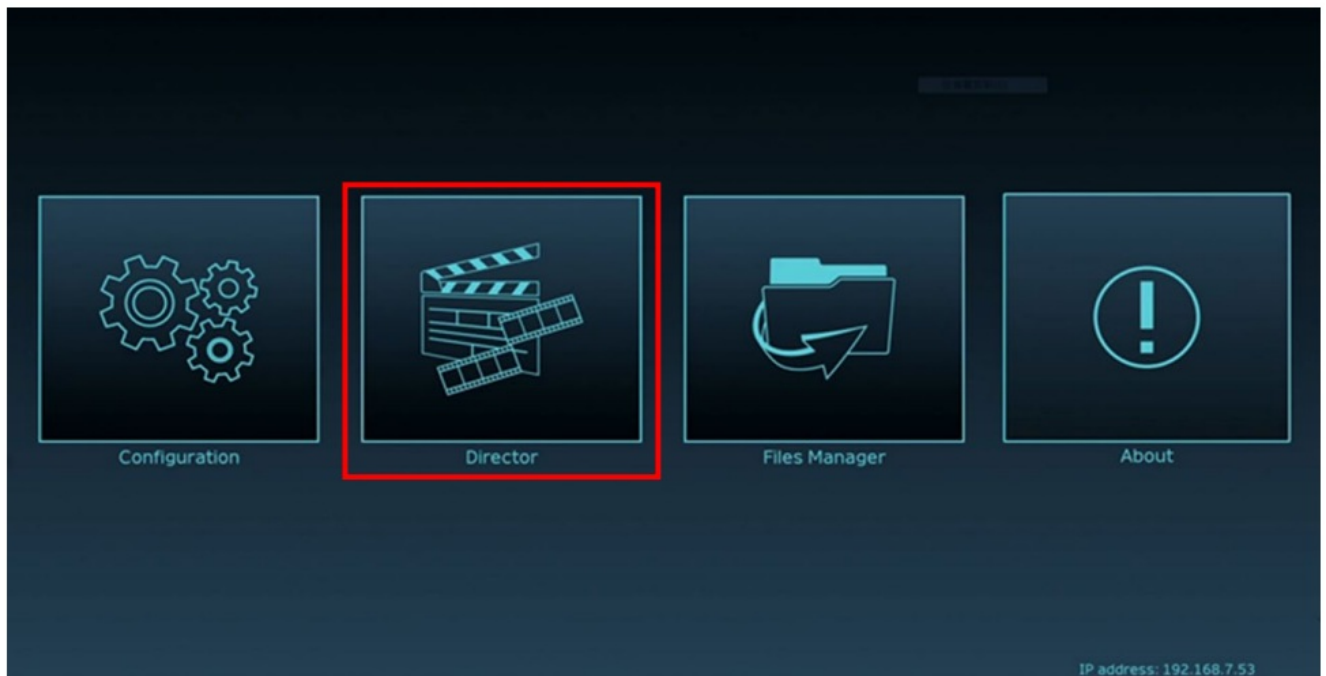 Configuration
Director
Files Manager
About
IP address: 192.168.7.53